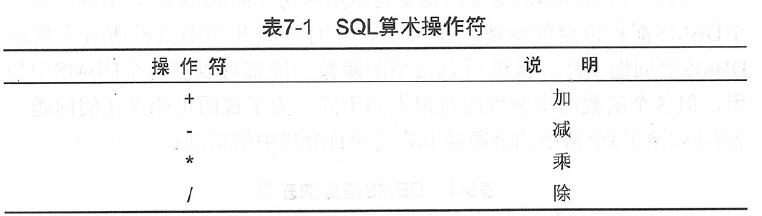 表7-1 SQL算术操作符
操作符 说明
+ 加
- 减
* 乘
/ 除